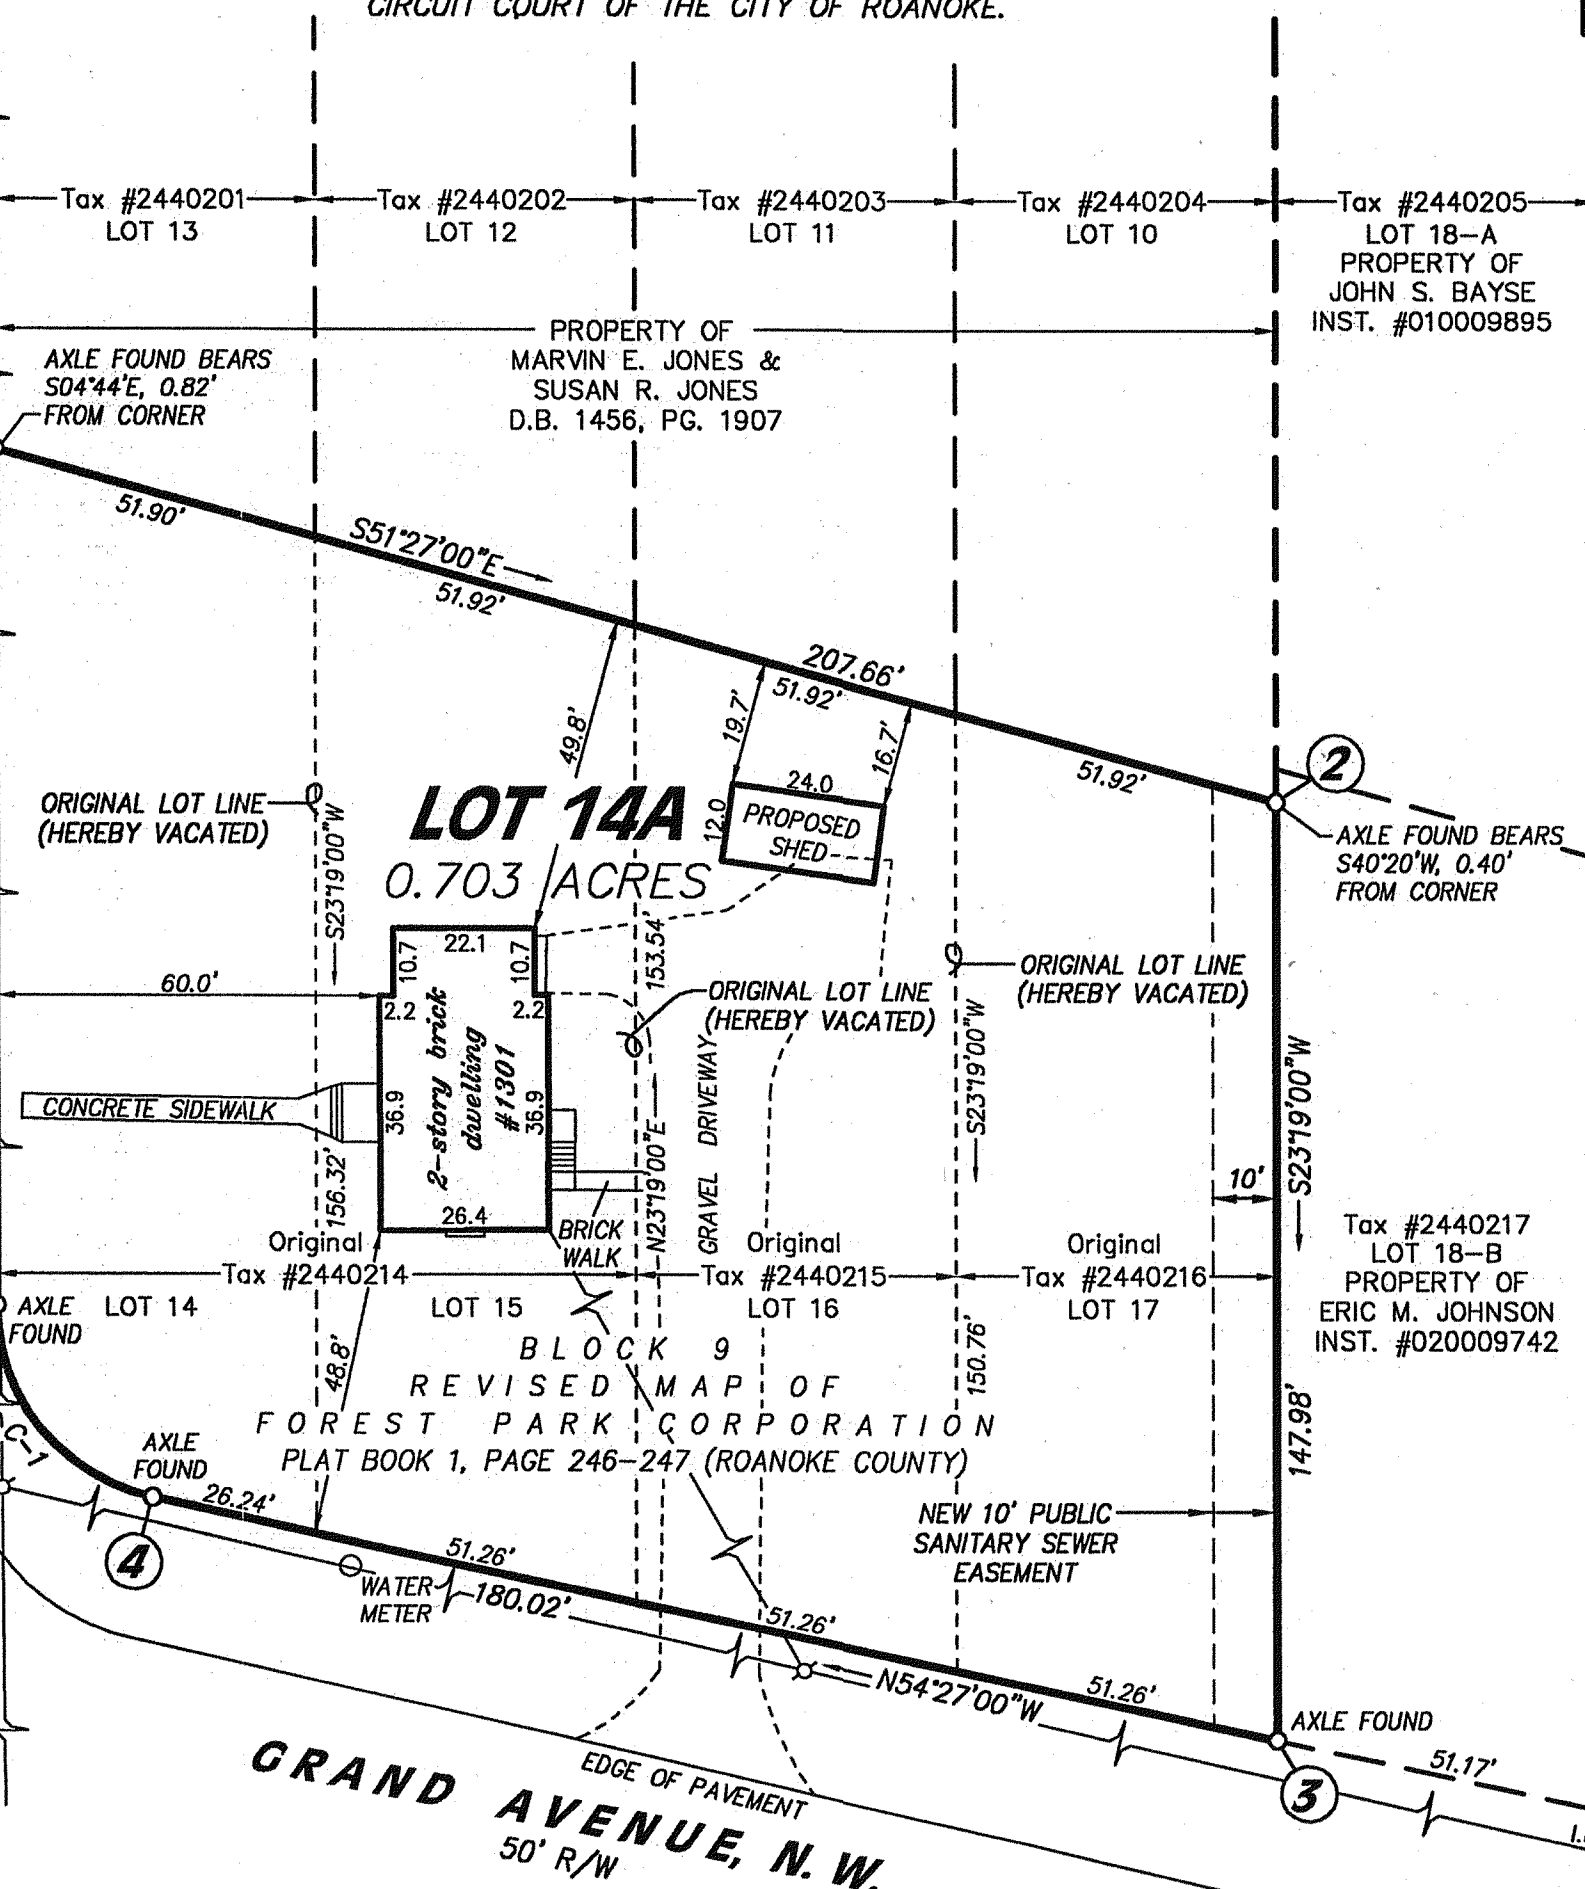 CIRCUIT COURT OF THE CITY OF ROANOKE.
Tax #2440201
LOT 13
Tax #2440202
LOT 12
Tax #2440203
LOT 11
Tax #2440204
LOT 10
Tax #2440205
LOT 18-A
PROPERTY OF
JOHN S. BAYSE
INST. #010009895
PROPERTY OF
MARVIN E. JONES &
SUSAN R. JONES
D.B. 1456, PG. 1907
AXLE FOUND BEARS
S04°44'E, 0.82'
FROM CORNER
51.90'
S51°27'00"E
51.92'
207.66'
51.92'
51.92'
49.8'
19.7'
16.7'
2
AXLE FOUND BEARS
S40°20'W, 0.40'
FROM CORNER
24.0
12.0
PROPOSED
SHED
ORIGINAL LOT LINE
(HEREBY VACATED)
S23°19'00"W
LOT 14A
0.703 ACRES
153.54'
ORIGINAL LOT LINE
(HEREBY VACATED)
ORIGINAL LOT LINE
(HEREBY VACATED)
60.0'
22.1
10.7
10.7
2.2
2.2
36.9
36.9
26.4
2-story brick
dwelling
#1301
CONCRETE SIDEWALK
156.32'
BRICK
WALK
N23°19'00"E
GRAVEL DRIVEWAY
S23°19'00"W
S23°19'00"W
10'
Original
Tax #2440214
LOT 14
LOT 15
Original
Tax #2440215
LOT 16
Original
Tax #2440216
LOT 17
Tax #2440217
LOT 18-B
PROPERTY OF
ERIC M. JOHNSON
INST. #020009742
AXLE
FOUND
48.8'
150.76'
147.98'
BLOCK 9
REVISED MAP OF
FOREST PARK CORPORATION
PLAT BOOK 1, PAGE 246-247 (ROANOKE COUNTY)
C-1
AXLE
FOUND
26.24'
4
51.26'
WATER
METER
180.02'
51.26'
NEW 10' PUBLIC
SANITARY SEWER
EASEMENT
N54°27'00"W
51.26'
AXLE FOUND
3
51.17'
EDGE OF PAVEMENT
GRAND AVENUE, N.W.
50' R/W